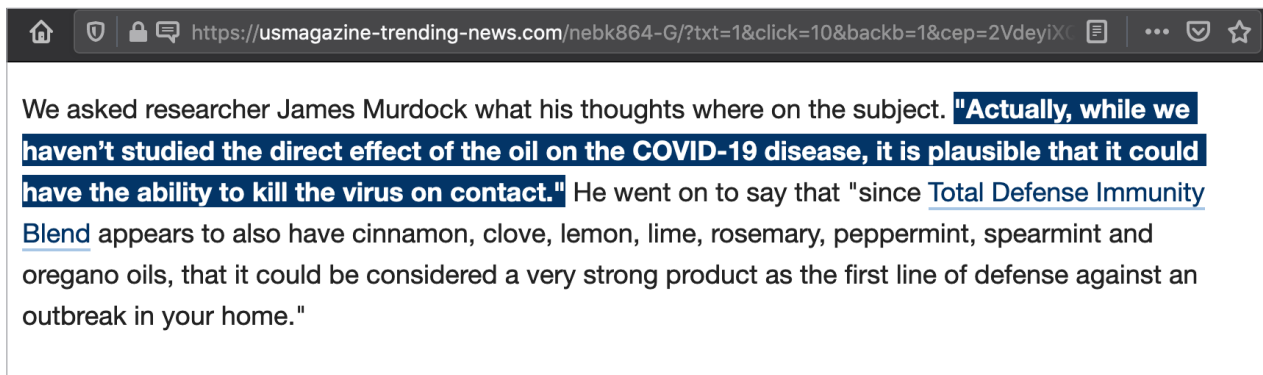 https://usmagazine-trending-news.com/nebk864-G/?txt=1&click=10&backb=1&cep=2VdeyiX
We asked researcher James Murdock what his thoughts where on the subject. "Actually, while we
haven’t studied the direct effect of the oil on the COVID-19 disease, it is plausible that it could
have the ability to kill the virus on contact." He went on to say that "since Total Defense Immunity
Blend appears to also have cinnamon, clove, lemon, lime, rosemary, peppermint, spearmint and
oregano oils, that it could be considered a very strong product as the first line of defense against an
outbreak in your home."